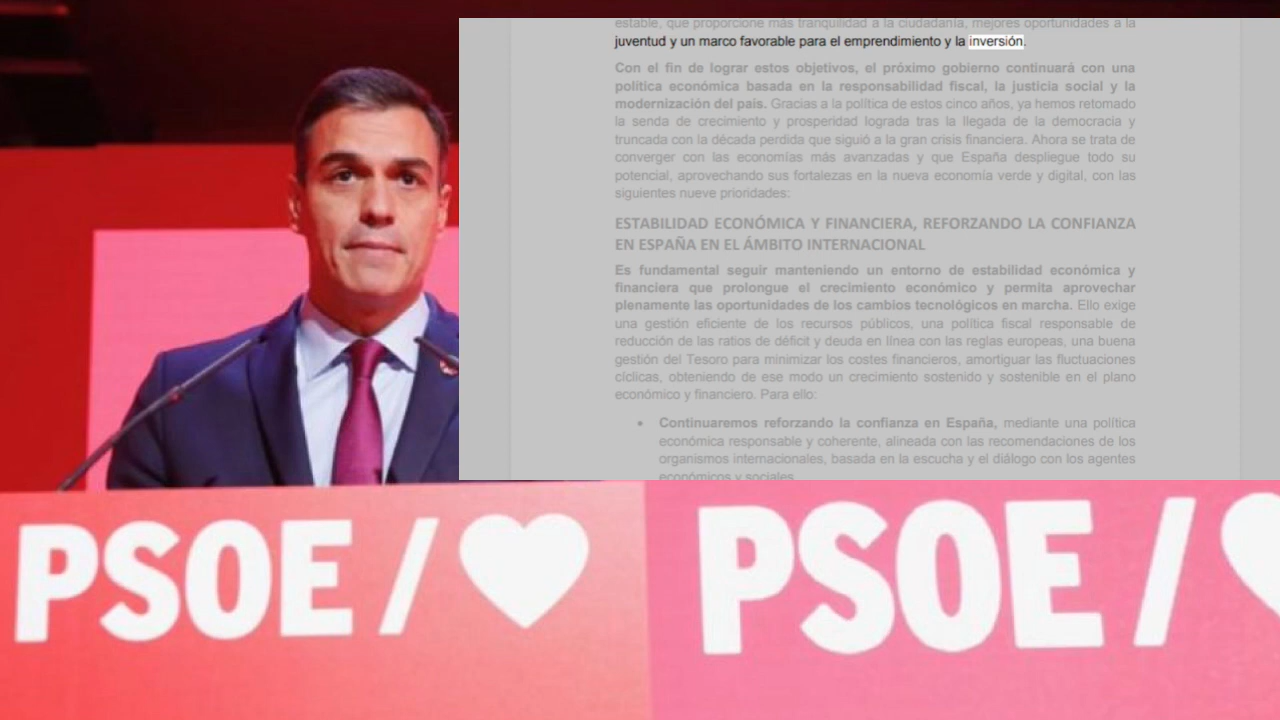 estable, que proporcione más tranquilidad a la ciudadanía, mejores oportunidades a la
juventud y un marco favorable para el emprendimiento y la inversión.
Con el fin de lograr estos objetivos, el próximo gobierno continuará con una
política económica basada en la responsabilidad fiscal, la justicia social y la
modernización del país. Gracias a la política de estos cinco años, ya hemos retomado
la senda de crecimiento y prosperidad lograda tras la llegada de la democracia y
truncada con la década perdida que siguió a la gran crisis financiera. Ahora se trata de
converger con las economías más avanzadas y que España despliegue todo su
potencial, aprovechando sus fortalezas en la nueva economía verde y digital, con las
siguientes nueve prioridades:
ESTABILIDAD ECONÓMICA Y FINANCIERA, REFORZANDO LA CONFIANZA
EN ESPAÑA EN EL ÁMBITO INTERNACIONAL
Es fundamental seguir manteniendo un entorno de estabilidad económica y
financiera que prolongue el crecimiento económico y permita aprovechar
plenamente las oportunidades de los cambios tecnológicos en marcha. Ello exige
una gestión eficiente de los recursos públicos, una política fiscal responsable de
reducción de las ratios de déficit y deuda en línea con las reglas europeas, una buena
gestión del Tesoro para minimizar los costes financieros, amortiguar las fluctuaciones
cíclicas, obteniendo de ese modo un crecimiento sostenido y sostenible en el plano
económico y financiero. Para ello:
• Continuaremos reforzando la confianza en España, mediante una política
económica responsable y coherente, alineada con las recomendaciones de los
organismos internacionales, basada en la escucha y el diálogo con los agentes
económicos y sociales
PSOE /
PSOE /